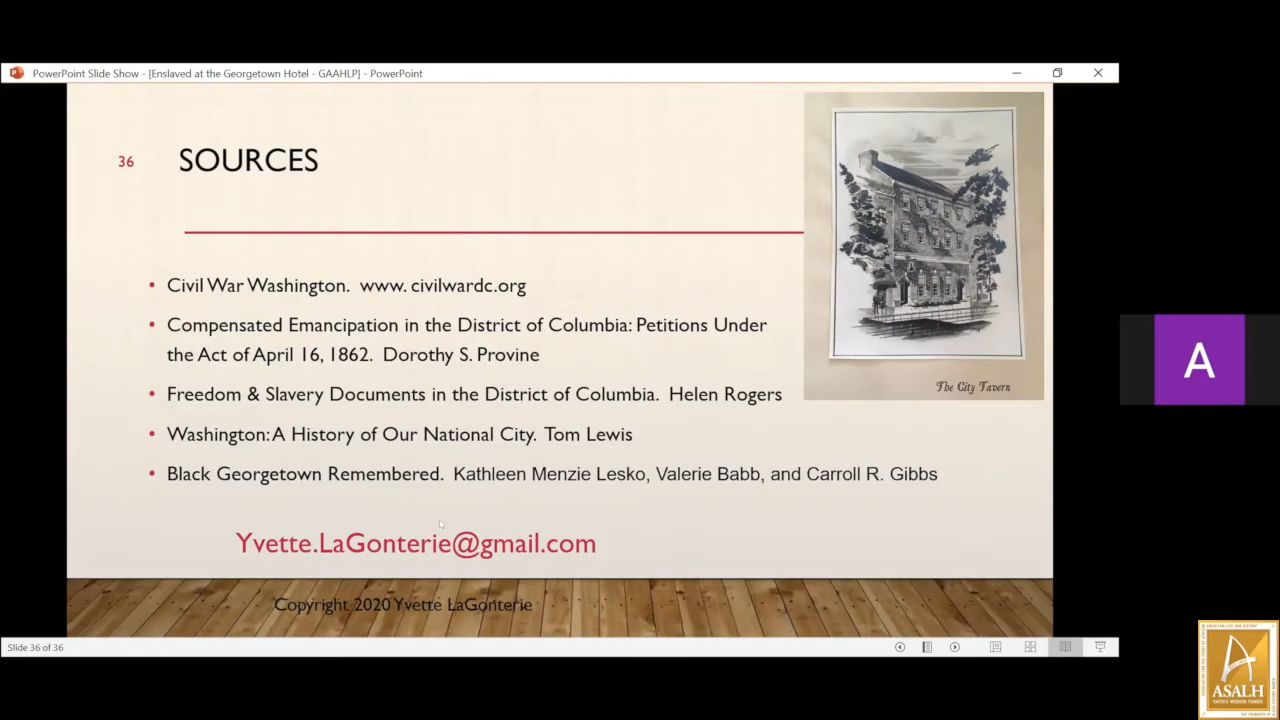 PowerPoint Slide Show - [Enslaved at the Georgetown Hotel - GAAHLP] - PowerPoint
36
SOURCES
• Civil War Washington. www. civilwardc.org
• Compensated Emancipation in the District of Columbia: Petitions Under
the Act of April 16, 1862. Dorothy S. Provine
• Freedom & Slavery Documents in the District of Columbia. Helen Rogers
• Washington: A History of Our National City. Tom Lewis
• Black Georgetown Remembered. Kathleen Menzie Lesko, Valerie Babb, and Carroll R. Gibbs
The City Tavern
Yvette.LaGonterie@gmail.com
Copyright 2020 Yvette LaGonterie
Slide 36 of 36
A
ASALH